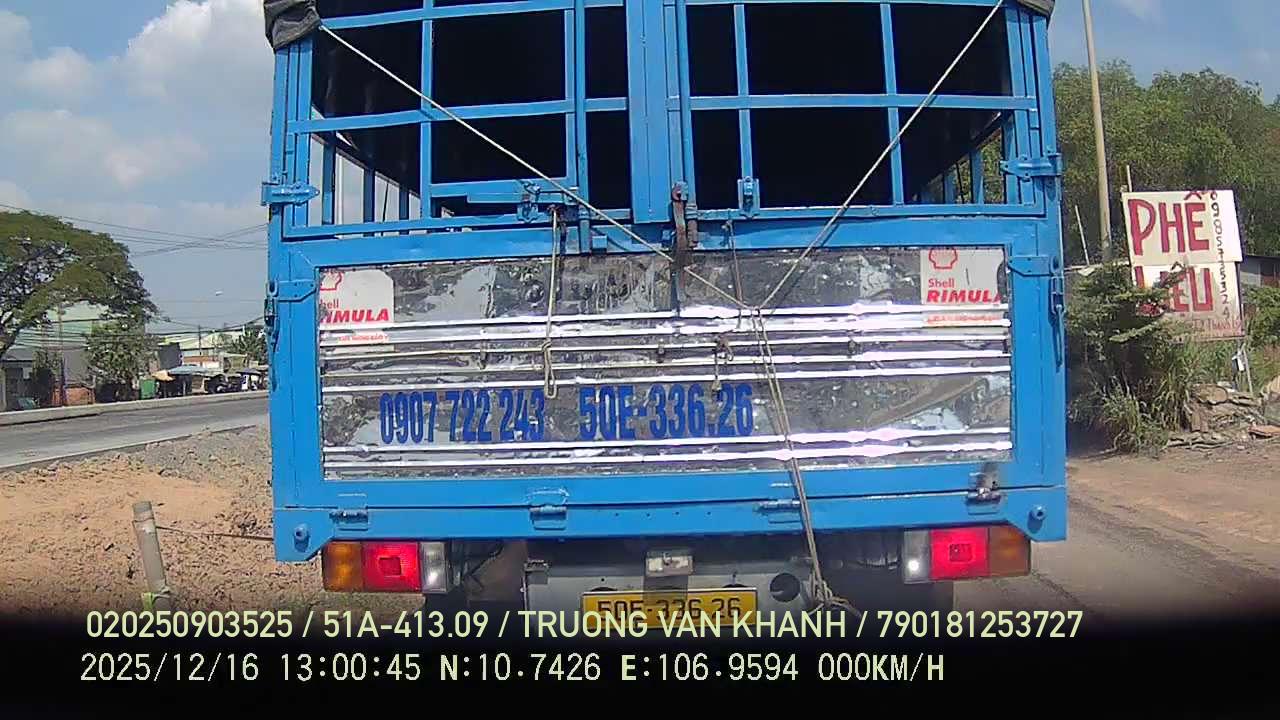 PHÊ
LIỆU
Shell
RIMULA
Shell
RIMULA
0907 722 243 50E-336.26
50E-336.26
020250903525 / 51A-413.09 / TRUONG VAN KHANH / 790181253727
2025/12/16 13:00:45 N:10.7426 E:106.9594 000KM/H